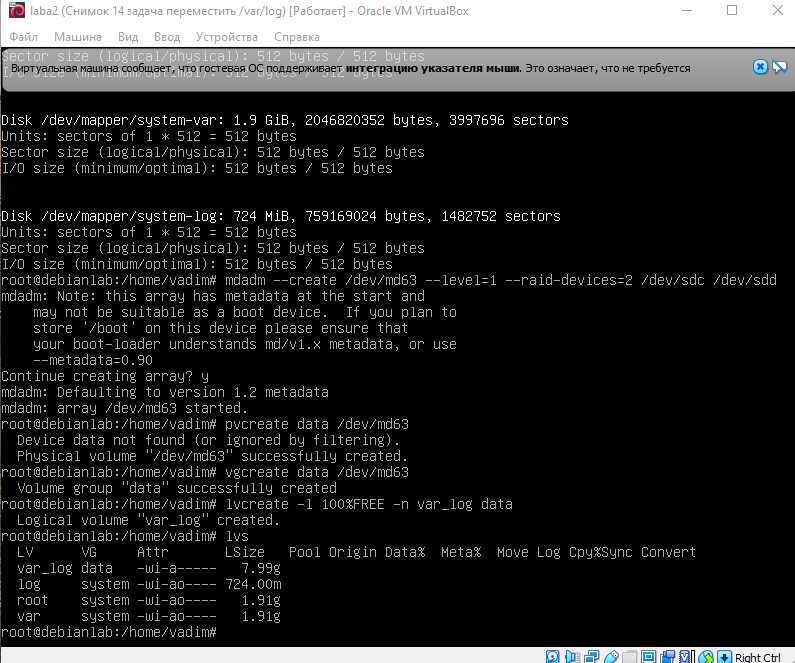 laba2 (Снимок 14 задача переместить /var/log) [Работает] - Oracle VM VirtualBox
Файл Машина Вид Ввод Устройства Справка
Sector size (logical/physical): 512 bytes / 512 bytes
Виртуальная машина сообщает, что гостевая ОС поддерживает интеграцию указателя мыши. Это означает, что не требуется
Disk /dev/mapper/system-var: 1.9 GiB, 2046820352 bytes, 3997696 sectors
Units: sectors of 1 * 512 = 512 bytes
Sector size (logical/physical): 512 bytes / 512 bytes
I/O size (minimum/optimal): 512 bytes / 512 bytes
Disk /dev/mapper/system-log: 724 MiB, 759169024 bytes, 1482752 sectors
Units: sectors of 1 * 512 = 512 bytes
Sector size (logical/physical): 512 bytes / 512 bytes
I/O size (minimum/optimal): 512 bytes / 512 bytes
root@debianlab:/home/vadim# mdadm --create /dev/md63 --level=1 --raid-devices=2 /dev/sdc /dev/sdd
mdadm: Note: this array has metadata at the start and
may not be suitable as a boot device.  If you plan to
store '/boot' on this device please ensure that
your boot-loader understands md/v1.x metadata, or use
--metadata=0.90
Continue creating array? y
mdadm: Defaulting to version 1.2 metadata
mdadm: array /dev/md63 started.
root@debianlab:/home/vadim# pvcreate data /dev/md63
Device data not found (or ignored by filtering).
Physical volume "/dev/md63" successfully created.
root@debianlab:/home/vadim# vgcreate data /dev/md63
Volume group "data" successfully created
root@debianlab:/home/vadim# lvcreate -l 100%FREE -n var_log data
Logical volume "var_log" created.
root@debianlab:/home/vadim# lvs
LV VG Attr LSize Pool Origin Data% Meta% Move Log Cpy%Sync Convert
var_log data -wi-a----- 7.99g
log system -wi-ao---- 724.00m
root system -wi-ao---- 1.91g
var system -wi-ao---- 1.91g
root@debianlab:/home/vadim#
Right Ctrl